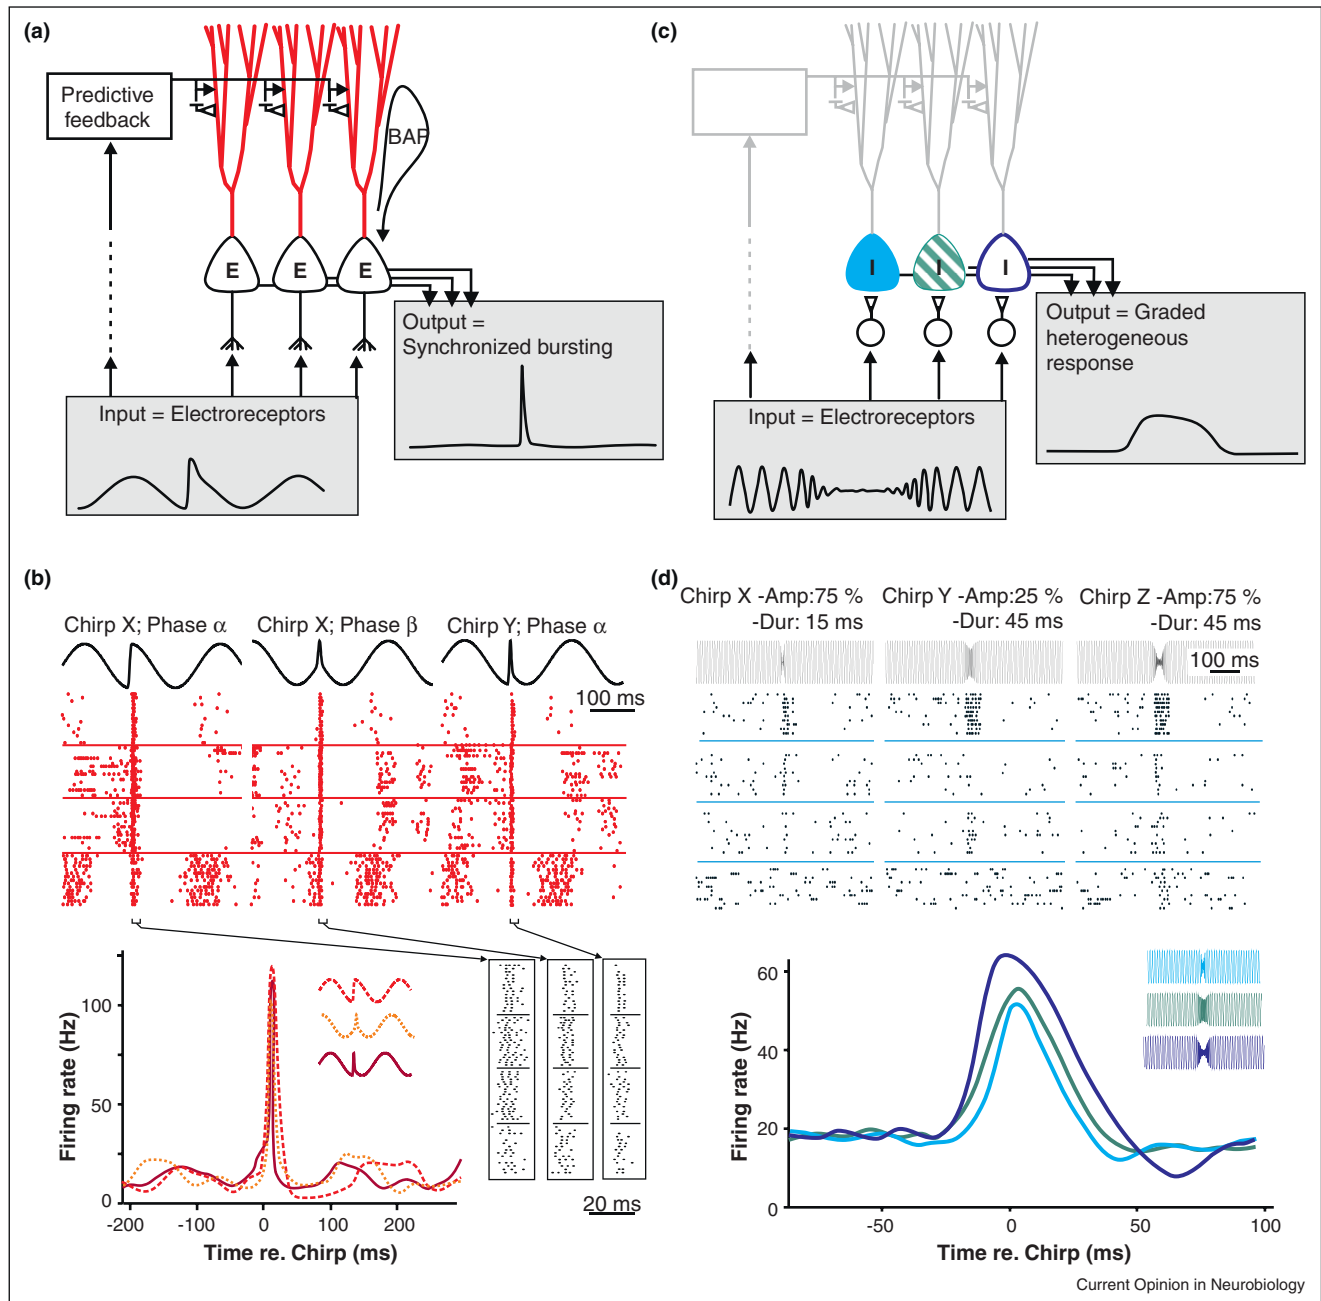 (a)
Predictive
feedback
BAF
E E E
Output =
Synchronized bursting
Input = Electroreceptors
(c)
I I I
Output = Graded
heterogeneous
response
Input = Electroreceptors
(b)
Chirp X; Phase α
Chirp X; Phase β
Chirp Y; Phase α
100 ms
100
50
0
Firing rate (Hz)
-200 -100 0 100 200
Time re. Chirp (ms)
20 ms
(d)
Chirp X -Amp:75 %
-Dur: 15 ms
Chirp Y -Amp:25 %
-Dur: 45 ms
Chirp Z -Amp:75 %
-Dur: 45 ms
100 ms
60
40
20
0
Firing rate (Hz)
-50 0 50 100
Time re. Chirp (ms)
Current Opinion in Neurobiology